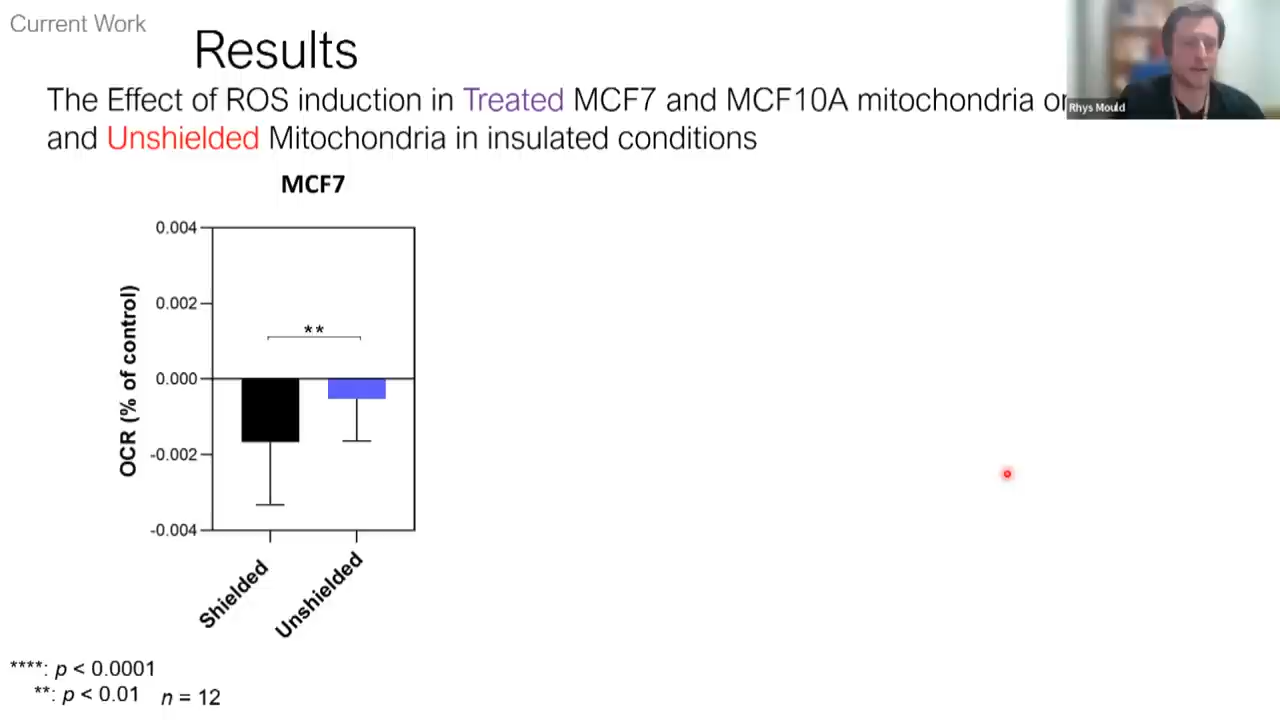 Current Work
Results
The Effect of ROS induction in Treated MCF7 and MCF10A mitochondria
and Unshielded Mitochondria in insulated conditions
Rhys Mould
MCF7
0.004
0.002
0.000
-0.002
-0.004
OCR (% of control)
**
Shielded
Unshielded
****: p < 0.0001
**: p < 0.01 n = 12